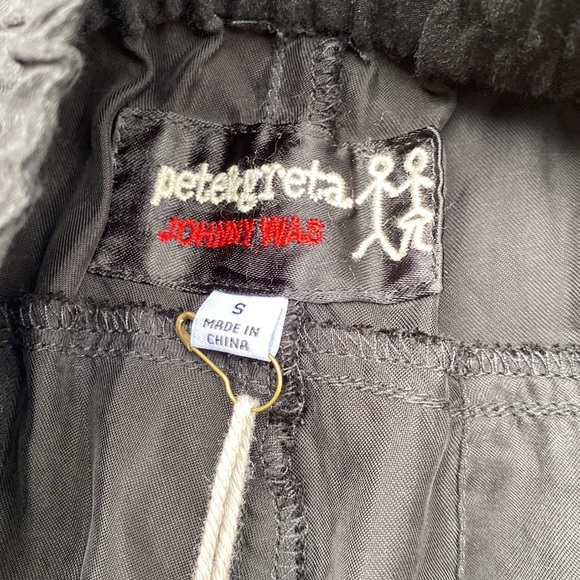 pete&greta.
JOHNNY WAS
S
MADE IN
CHINA